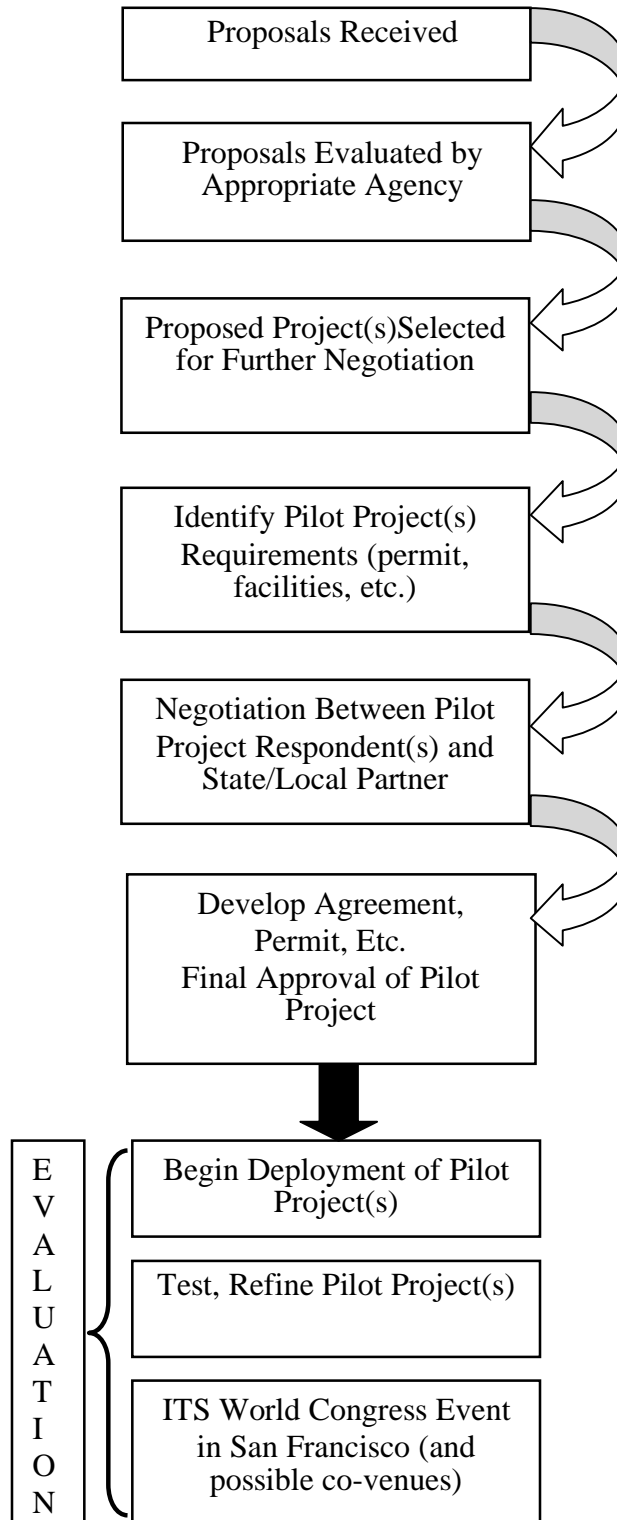 Proposals Received
Proposals Evaluated by
Appropriate Agency
Proposed Project(s)Selected
for Further Negotiation
Identify Pilot Project(s)
Requirements (permit,
facilities, etc.)
Negotiation Between Pilot
Project Respondent(s) and
State/Local Partner
Develop Agreement,
Permit, Etc.
Final Approval of Pilot
Project
E
V
A
L
U
A
T
I
O
N
Begin Deployment of Pilot
Project(s)
Test, Refine Pilot Project(s)
ITS World Congress Event
in San Francisco (and
possible co-venues)